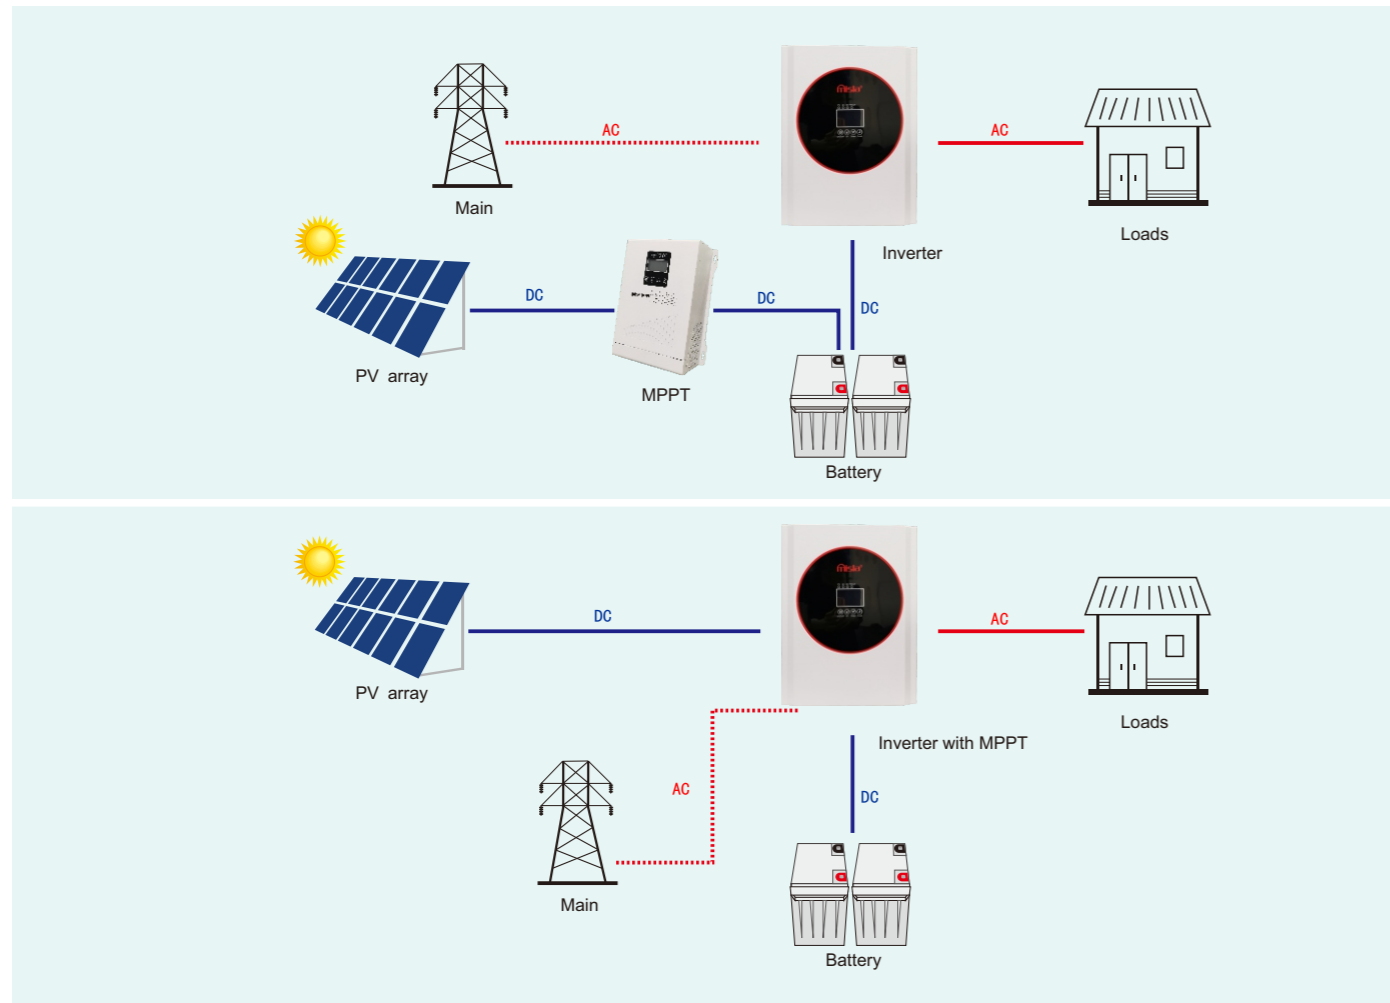 AC
AC
Main
Loads
Inverter
DC
DC
DC
PV array
MPPT
Battery
DC
AC
PV array
Loads
Inverter with MPPT
AC
DC
Main
Battery